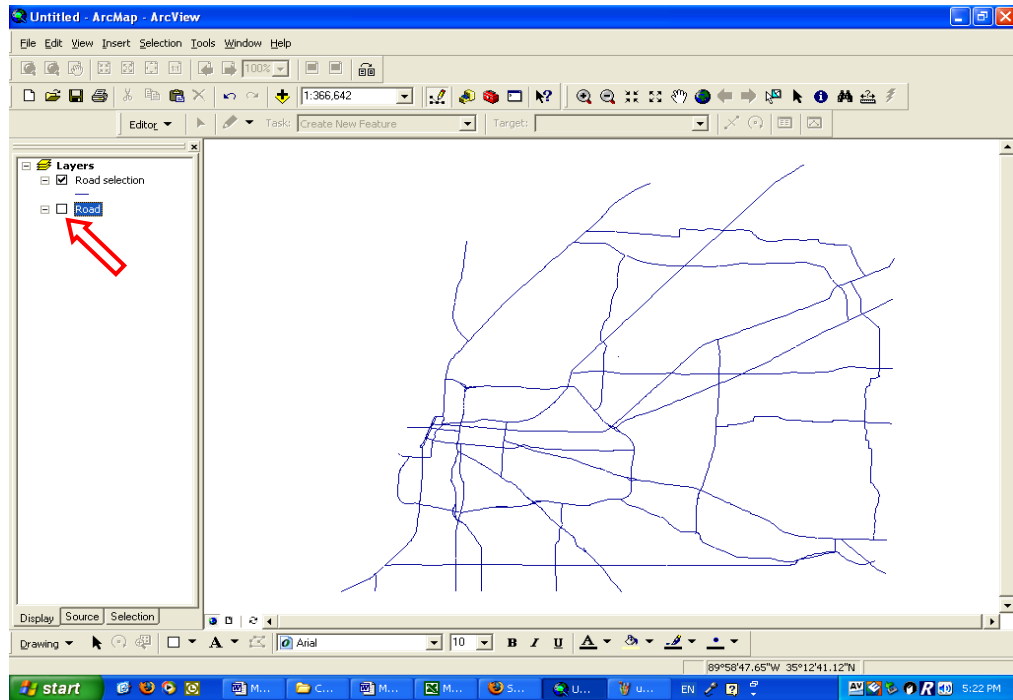 Untitled - ArcMap - ArcView
File Edit View Insert Selection Tools Window Help
100%
1:366,642
Editor Task: Create New Feature Target:
Layers
Road selection
Road
Display Source Selection
Drawing A Arial 10 B I U A
89°58'47.65"W 35°12'41.12"N
start M... C... M... M... S... U... u... EN AV R 5:22 PM